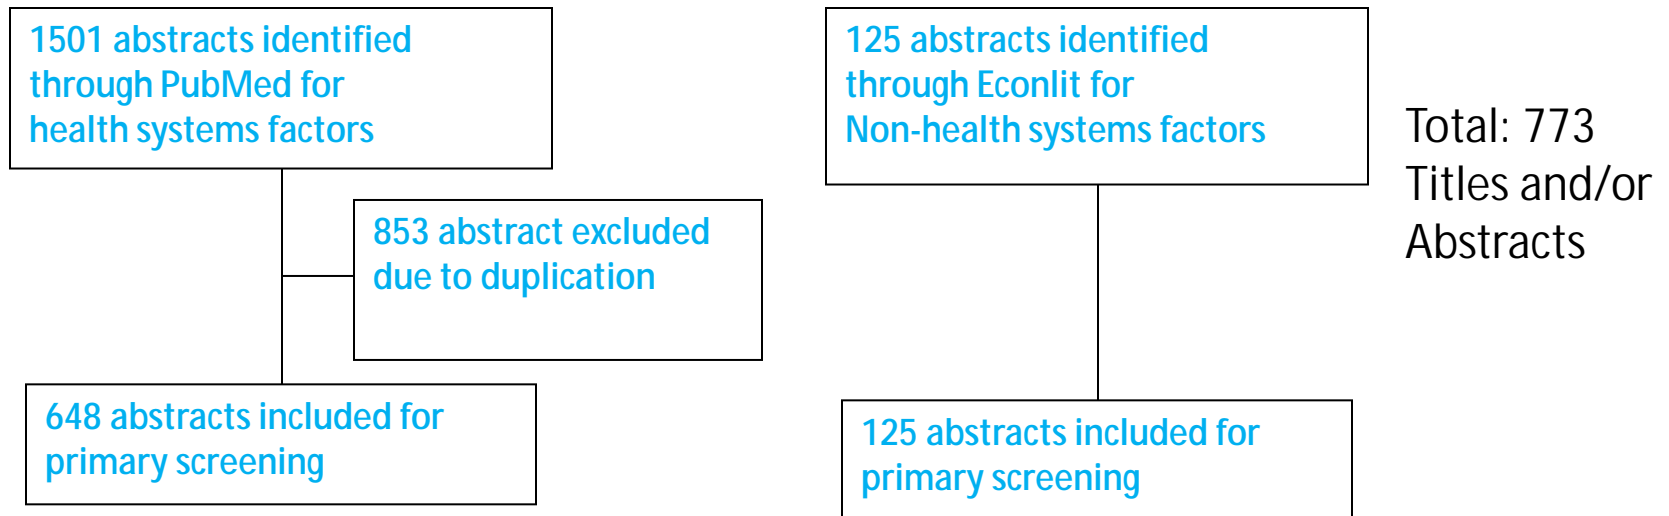 1501 abstracts identified
through PubMed for
health systems factors
125 abstracts identified
through Econlit for
Non-health systems factors
Total: 773
Titles and/or
Abstracts
853 abstract excluded
due to duplication
648 abstracts included for
primary screening
125 abstracts included for
primary screening